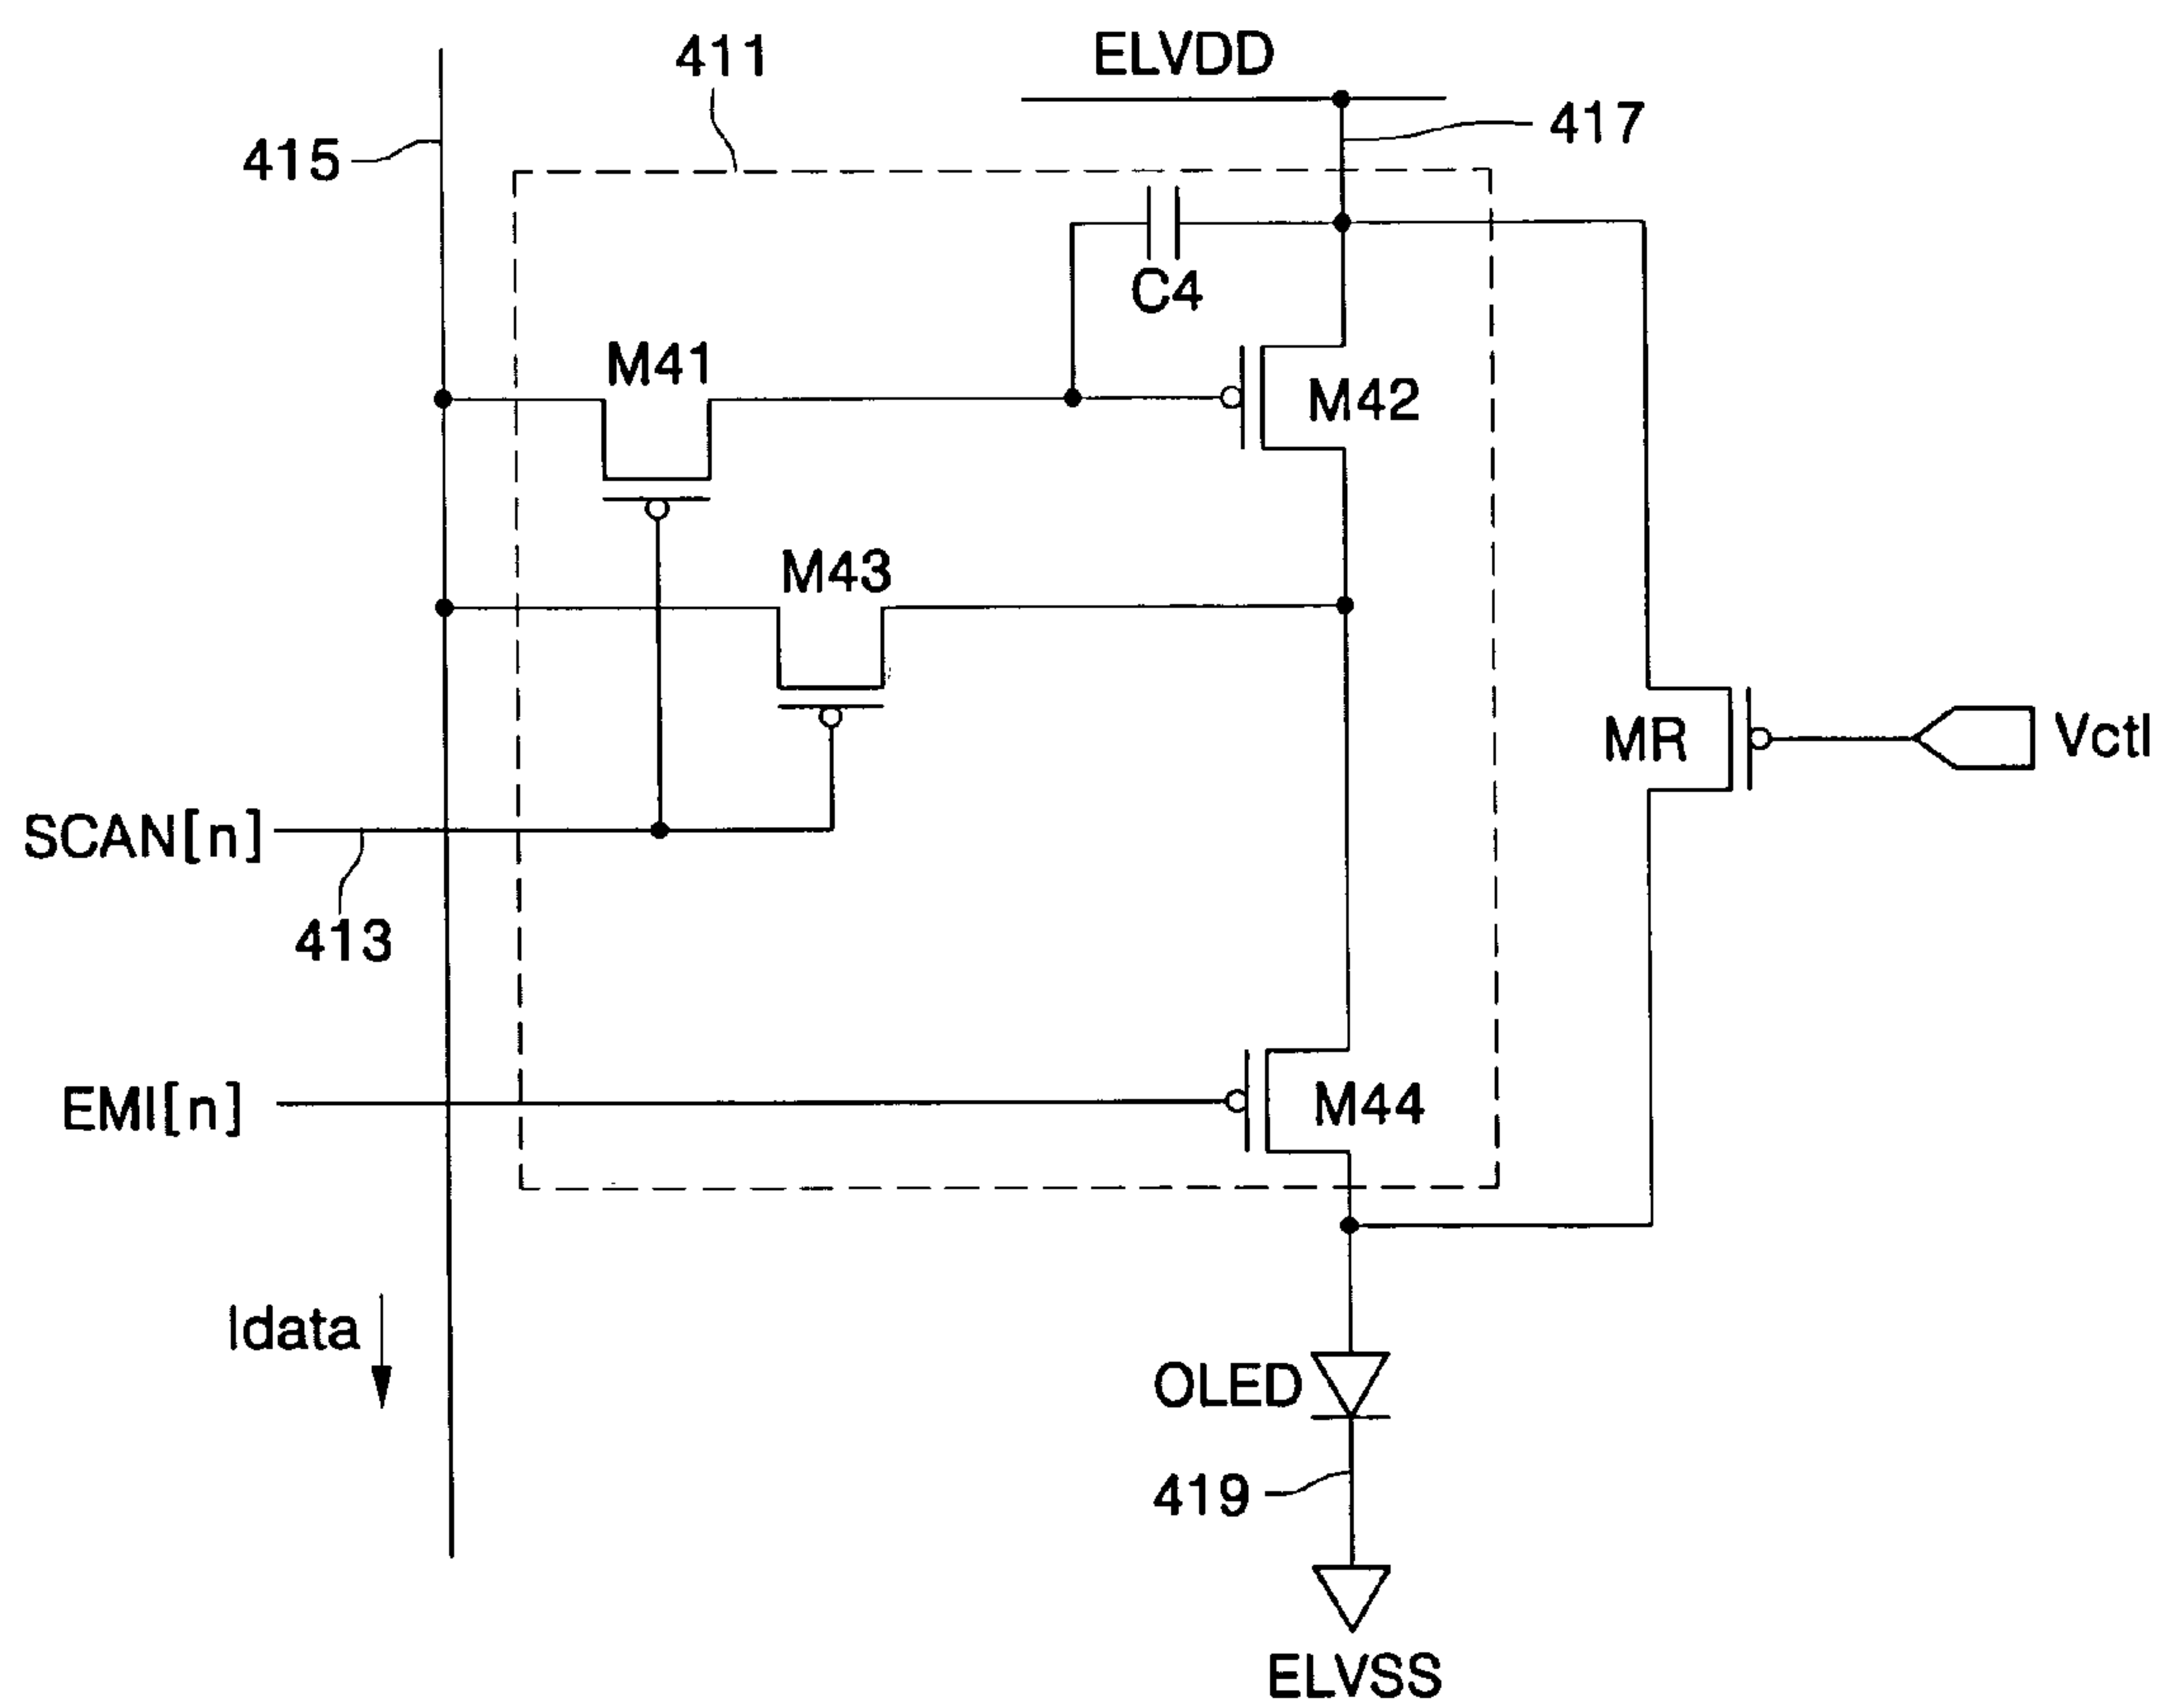 411
ELVDD
417
415
C4
M41
M42
M43
MR
Vctl
SCAN[n]
413
EMI[n]
M44
Idata
OLED
419
ELVSS